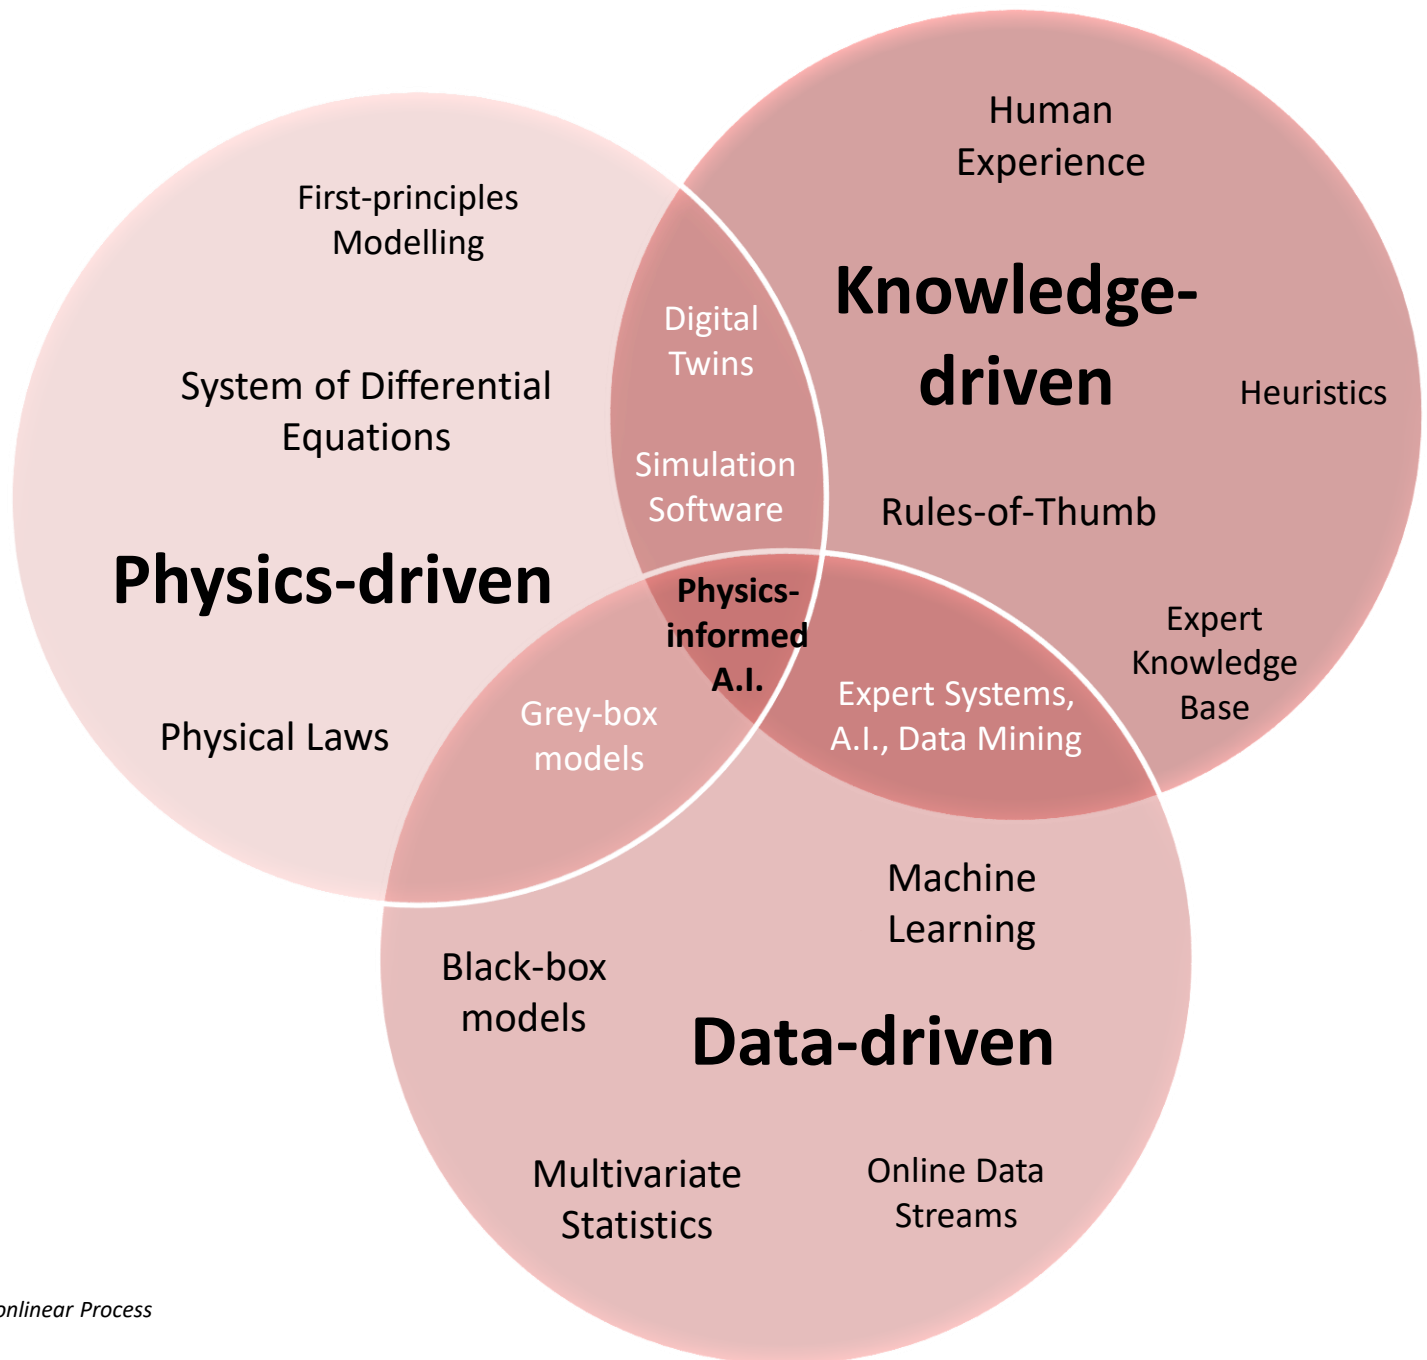 Human
Experience
First-principles
Modelling
Knowledge-
driven
Digital
Twins
System of Differential
Equations
Heuristics
Simulation
Software
Rules-of-Thumb
Physics-driven
Physics-
informed
A.I.
Expert
Knowledge
Base
Expert Systems,
A.I., Data Mining
Grey-box
models
Physical Laws
Machine
Learning
Black-box
models
Data-driven
Multivariate
Statistics
Online Data
Streams
onlinear Process